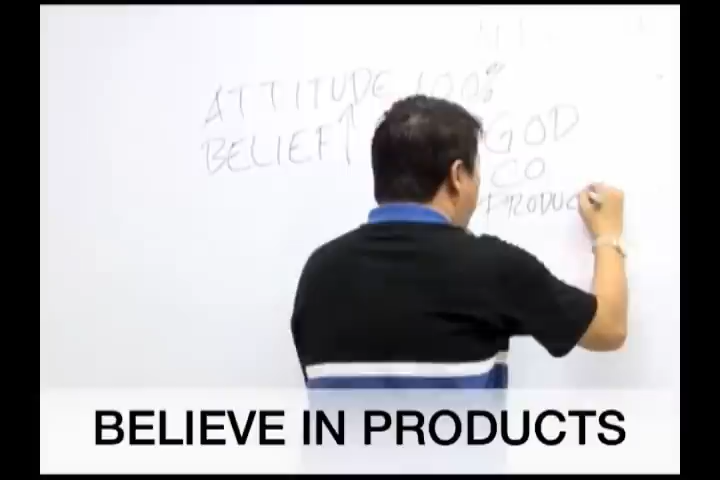 ATTITUDE 100%
BELIEF↑ GOD
CO.
PRODUC
BELIEVE IN PRODUCTS